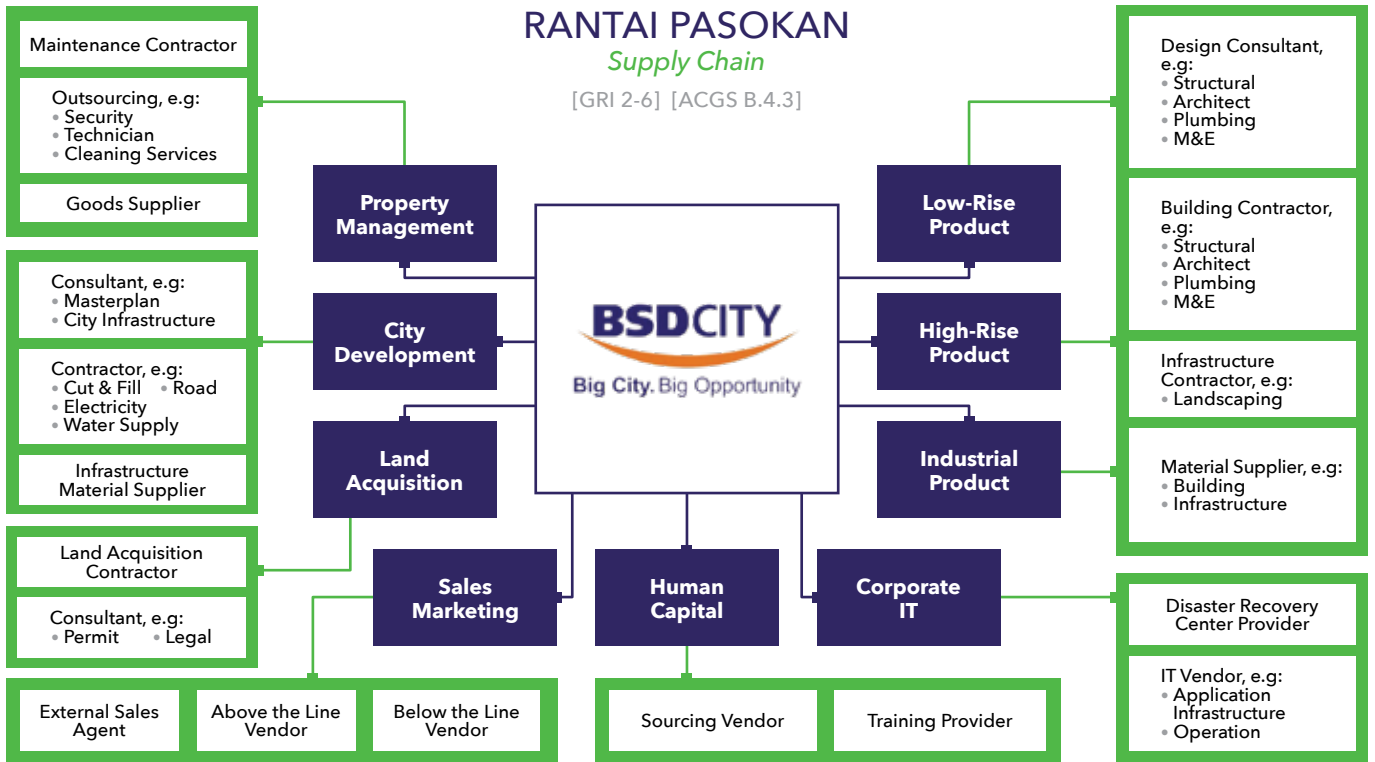 RANTAI PASOKAN
Supply Chain
[GRI 2-6] [ACGS B.4.3]
Maintenance Contractor
Outsourcing, e.g:
• Security
• Technician
• Cleaning Services
Goods Supplier
Consultant, e.g:
• Masterplan
• City Infrastructure
Contractor, e.g:
• Cut & Fill • Road
• Electricity
• Water Supply
Infrastructure
Material Supplier
Land Acquisition
Contractor
Consultant, e.g:
• Permit • Legal
Property
Management
City
Development
Land
Acquisition
Sales
Marketing
Human
Capital
Corporate
IT
BSDCITY
Big City. Big Opportunity
Low-Rise
Product
High-Rise
Product
Industrial
Product
Design Consultant,
e.g:
• Structural
• Architect
• Plumbing
• M&E
Building Contractor,
e.g:
• Structural
• Architect
• Plumbing
• M&E
Infrastructure
Contractor, e.g:
• Landscaping
Material Supplier, e.g:
• Building
• Infrastructure
Disaster Recovery
Center Provider
IT Vendor, e.g:
• Application
Infrastructure
• Operation
External Sales
Agent
Above the Line
Vendor
Below the Line
Vendor
Sourcing Vendor
Training Provider